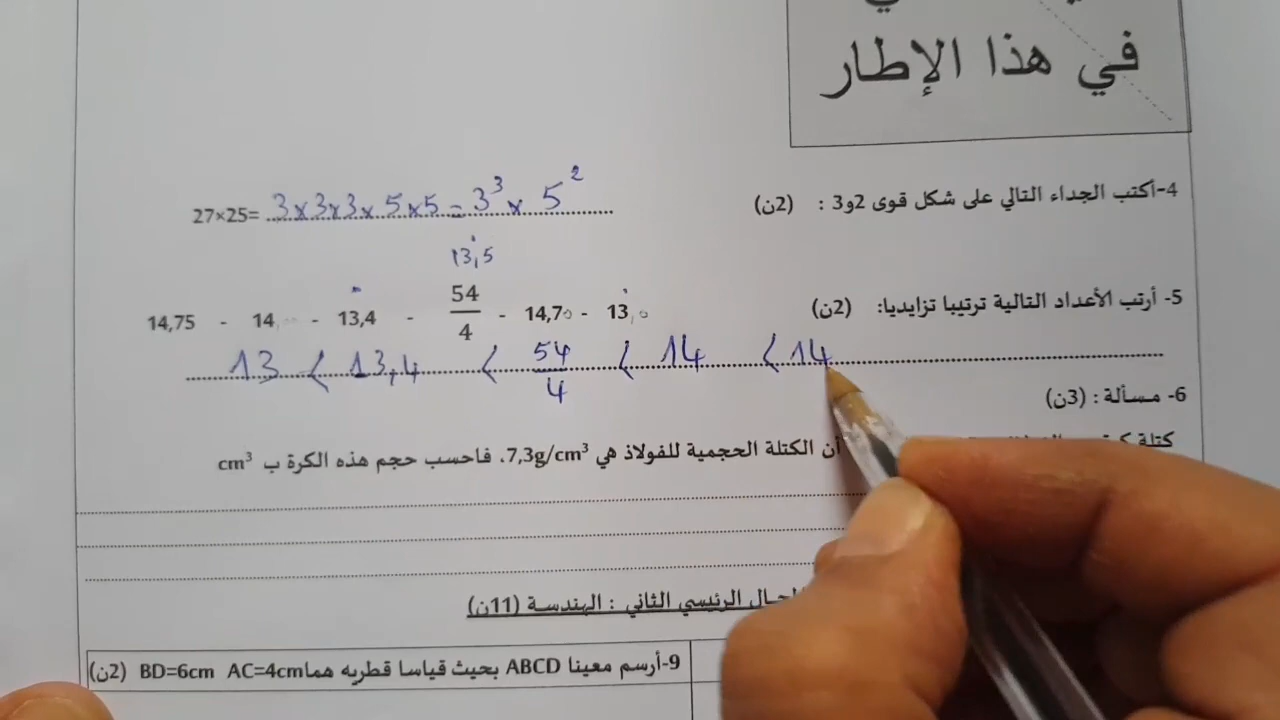 في هذا الإطار
4-أكتب الجداء التالي على شكل قوى 2و3 : (2ن)
27×25= 3×3×3×5×5=3³×5²
13,5
5- أرتب الأعداد التالية ترتيبا تزايديا: (2ن)
14,75 - 14,00 - 13,4 - 54/4 - 14,70 - 13,0
13 < 13,4 < 54/4 < 14 < 14
6- مسألة : (3ن)
كتلة أن الكتلة الحجمية للفولاذ هي 7,3g/cm³. فاحسب حجم هذه الكرة ب cm³
الرئيسي الثاني : الهندسة (11ن)
9-أرسم معينا ABCD بحيث قياسا قطريه هما AC=4cm BD=6cm (2ن)